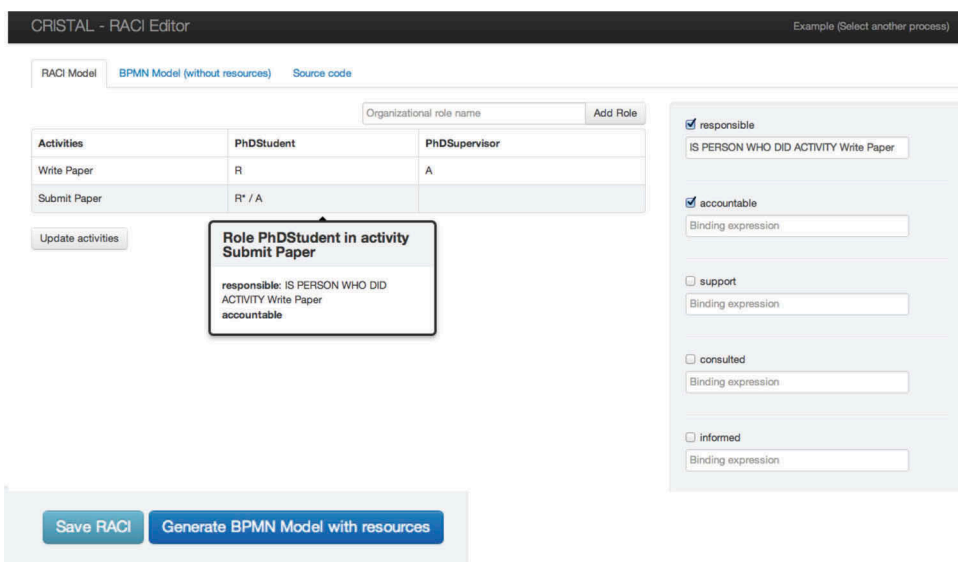 CRISTAL - RACI Editor
Example (Select another process)
RACI Model
BPMN Model (without resources)
Source code
Organizational role name
Add Role
Activities
PhDStudent
PhDSupervisor
Write Paper
R
A
Submit Paper
R* / A
Update activities
Role PhDStudent in activity
Submit Paper
responsible: IS PERSON WHO DID
ACTIVITY Write Paper
accountable
responsible
IS PERSON WHO DID ACTIVITY Write Paper
accountable
Binding expression
support
Binding expression
consulted
Binding expression
informed
Binding expression
Save RACI
Generate BPMN Model with resources